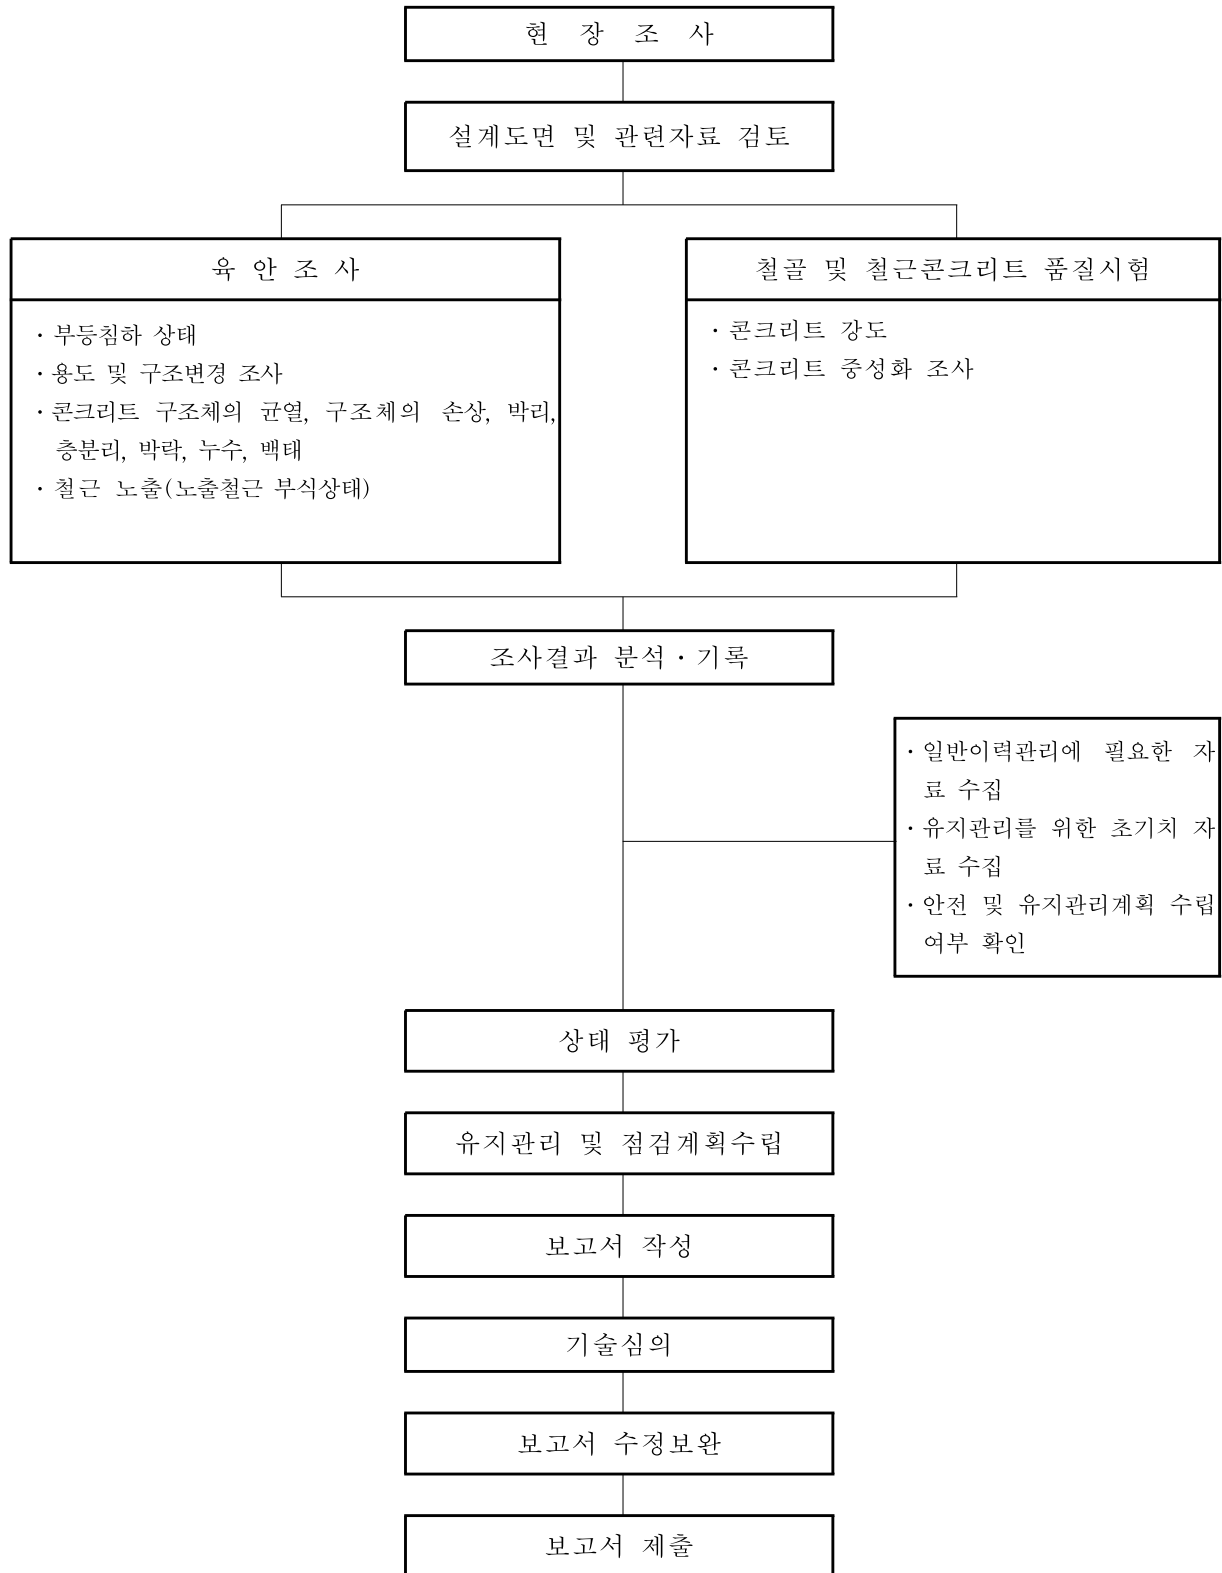 현 장 조 사
설계도면 및 관련자료 검토
육 안 조 사
· 부등침하 상태
· 용도 및 구조변경 조사
· 콘크리트 구조체의 균열, 구조체의 손상, 박리,
층분리, 박락, 누수, 백태
· 철근 노출(노출철근 부식상태)
철골 및 철근콘크리트 품질시험
· 콘크리트 강도
· 콘크리트 중성화 조사
조사결과 분석 · 기록
· 일반이력관리에 필요한 자
료 수집
· 유지관리를 위한 초기치 자
료 수집
· 안전 및 유지관리계획 수립
여부 확인
상태 평가
유지관리 및 점검계획수립
보고서 작성
기술심의
보고서 수정보완
보고서 제출